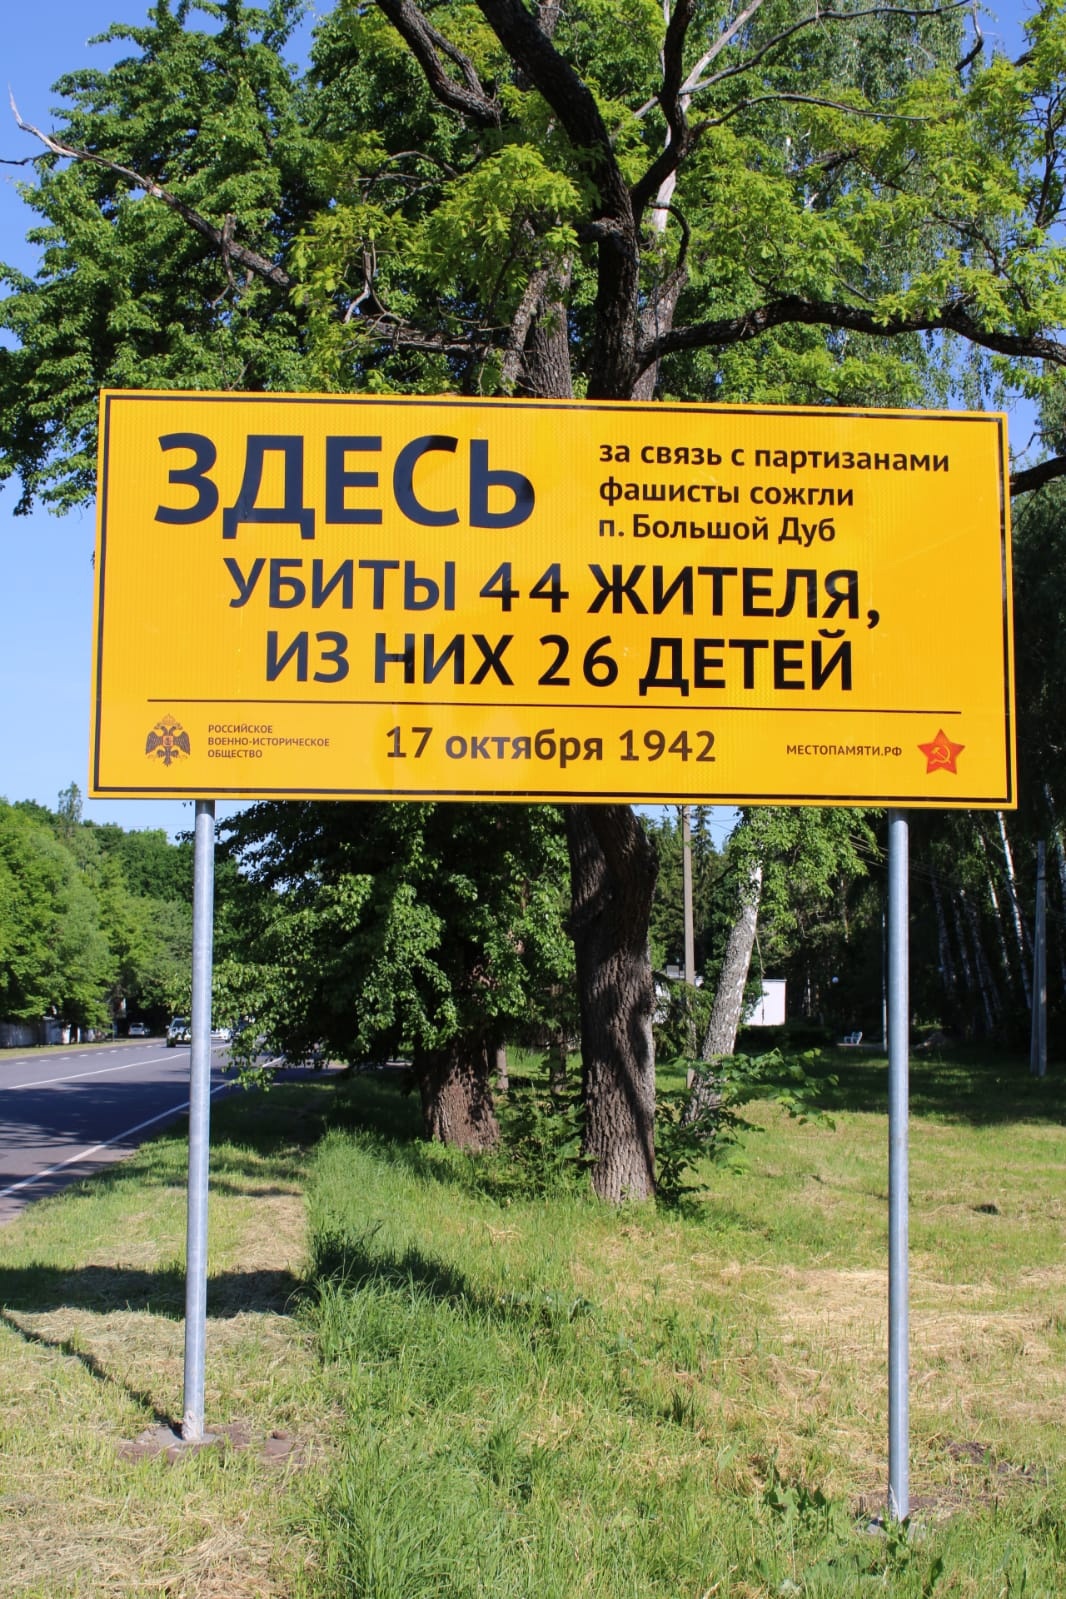 ЗДЕСЬ
за связь с партизанами
фашисты сожгли
п. Большой Дуб
УБИТЫ 44 ЖИТЕЛЯ,
ИЗ НИХ 26 ДЕТЕЙ
РОССИЙСКОЕ
ВОЕННО-ИСТОРИЧЕСКОЕ
ОБЩЕСТВО
17 октября 1942
МЕСТОПАМЯТИ.РФ